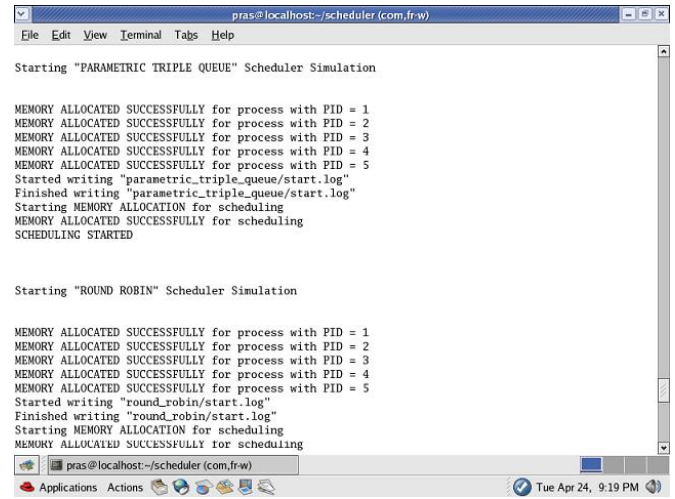 pras@localhost:~/scheduler (com,fr-w)
File Edit View Terminal Tabs Help
Starting "PARAMETRIC TRIPLE QUEUE" Scheduler Simulation
MEMORY ALLOCATED SUCCESSFULLY for process with PID = 1
MEMORY ALLOCATED SUCCESSFULLY for process with PID = 2
MEMORY ALLOCATED SUCCESSFULLY for process with PID = 3
MEMORY ALLOCATED SUCCESSFULLY for process with PID = 4
MEMORY ALLOCATED SUCCESSFULLY for process with PID = 5
Started writing "parametric_triple_queue/start.log"
Finished writing "parametric_triple_queue/start.log"
Starting MEMORY ALLOCATION for scheduling
MEMORY ALLOCATED SUCCESSFULLY for scheduling
SCHEDULING STARTED
Starting "ROUND ROBIN" Scheduler Simulation
MEMORY ALLOCATED SUCCESSFULLY for process with PID = 1
MEMORY ALLOCATED SUCCESSFULLY for process with PID = 2
MEMORY ALLOCATED SUCCESSFULLY for process with PID = 3
MEMORY ALLOCATED SUCCESSFULLY for process with PID = 4
MEMORY ALLOCATED SUCCESSFULLY for process with PID = 5
Started writing "round_robin/start.log"
Finished writing "round_robin/start.log"
Starting MEMORY ALLOCATION for scheduling
MEMORY ALLOCATED SUCCESSFULLY for scheduling
pras@localhost:~/scheduler (com,fr-w)
Applications Actions Tue Apr 24, 9:19 PM